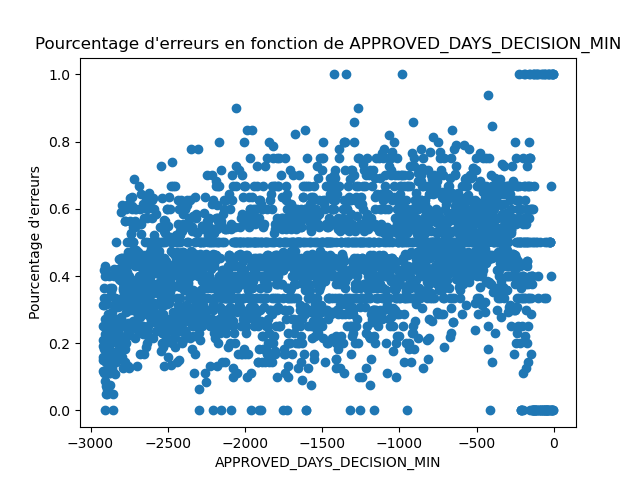 Pourcentage d'erreurs en fonction de APPROVED_DAYS_DECISION_MIN
1.0
0.8
0.6
0.4
0.2
0.0
Pourcentage d'erreurs
−3000 −2500 −2000 −1500 −1000 −500 0
APPROVED_DAYS_DECISION_MIN